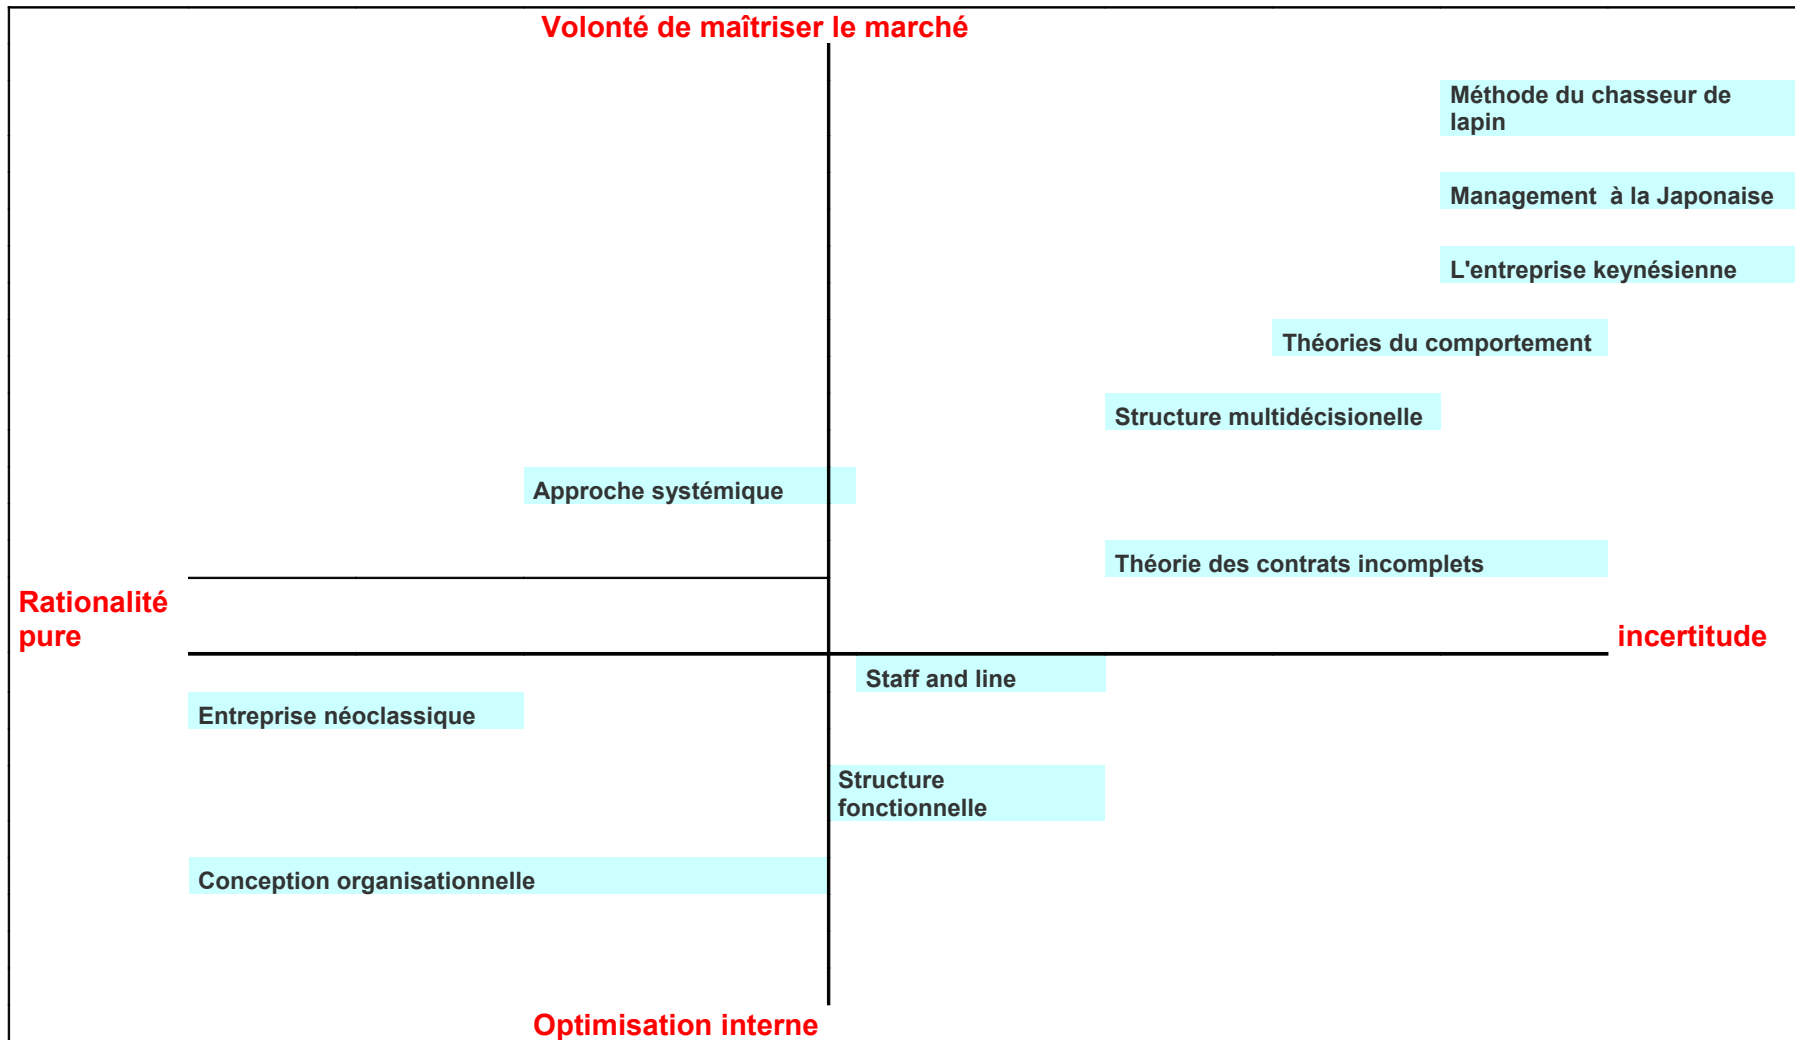 Volonté de maîtriser le marché
Méthode du chasseur de
lapin
Management à la Japonaise
L'entreprise keynésienne
Théories du comportement
Structure multidécisionelle
Approche systémique
Théorie des contrats incomplets
Rationalité
pure
incertitude
Staff and line
Entreprise néoclassique
Structure
fonctionnelle
Conception organisationnelle
Optimisation interne